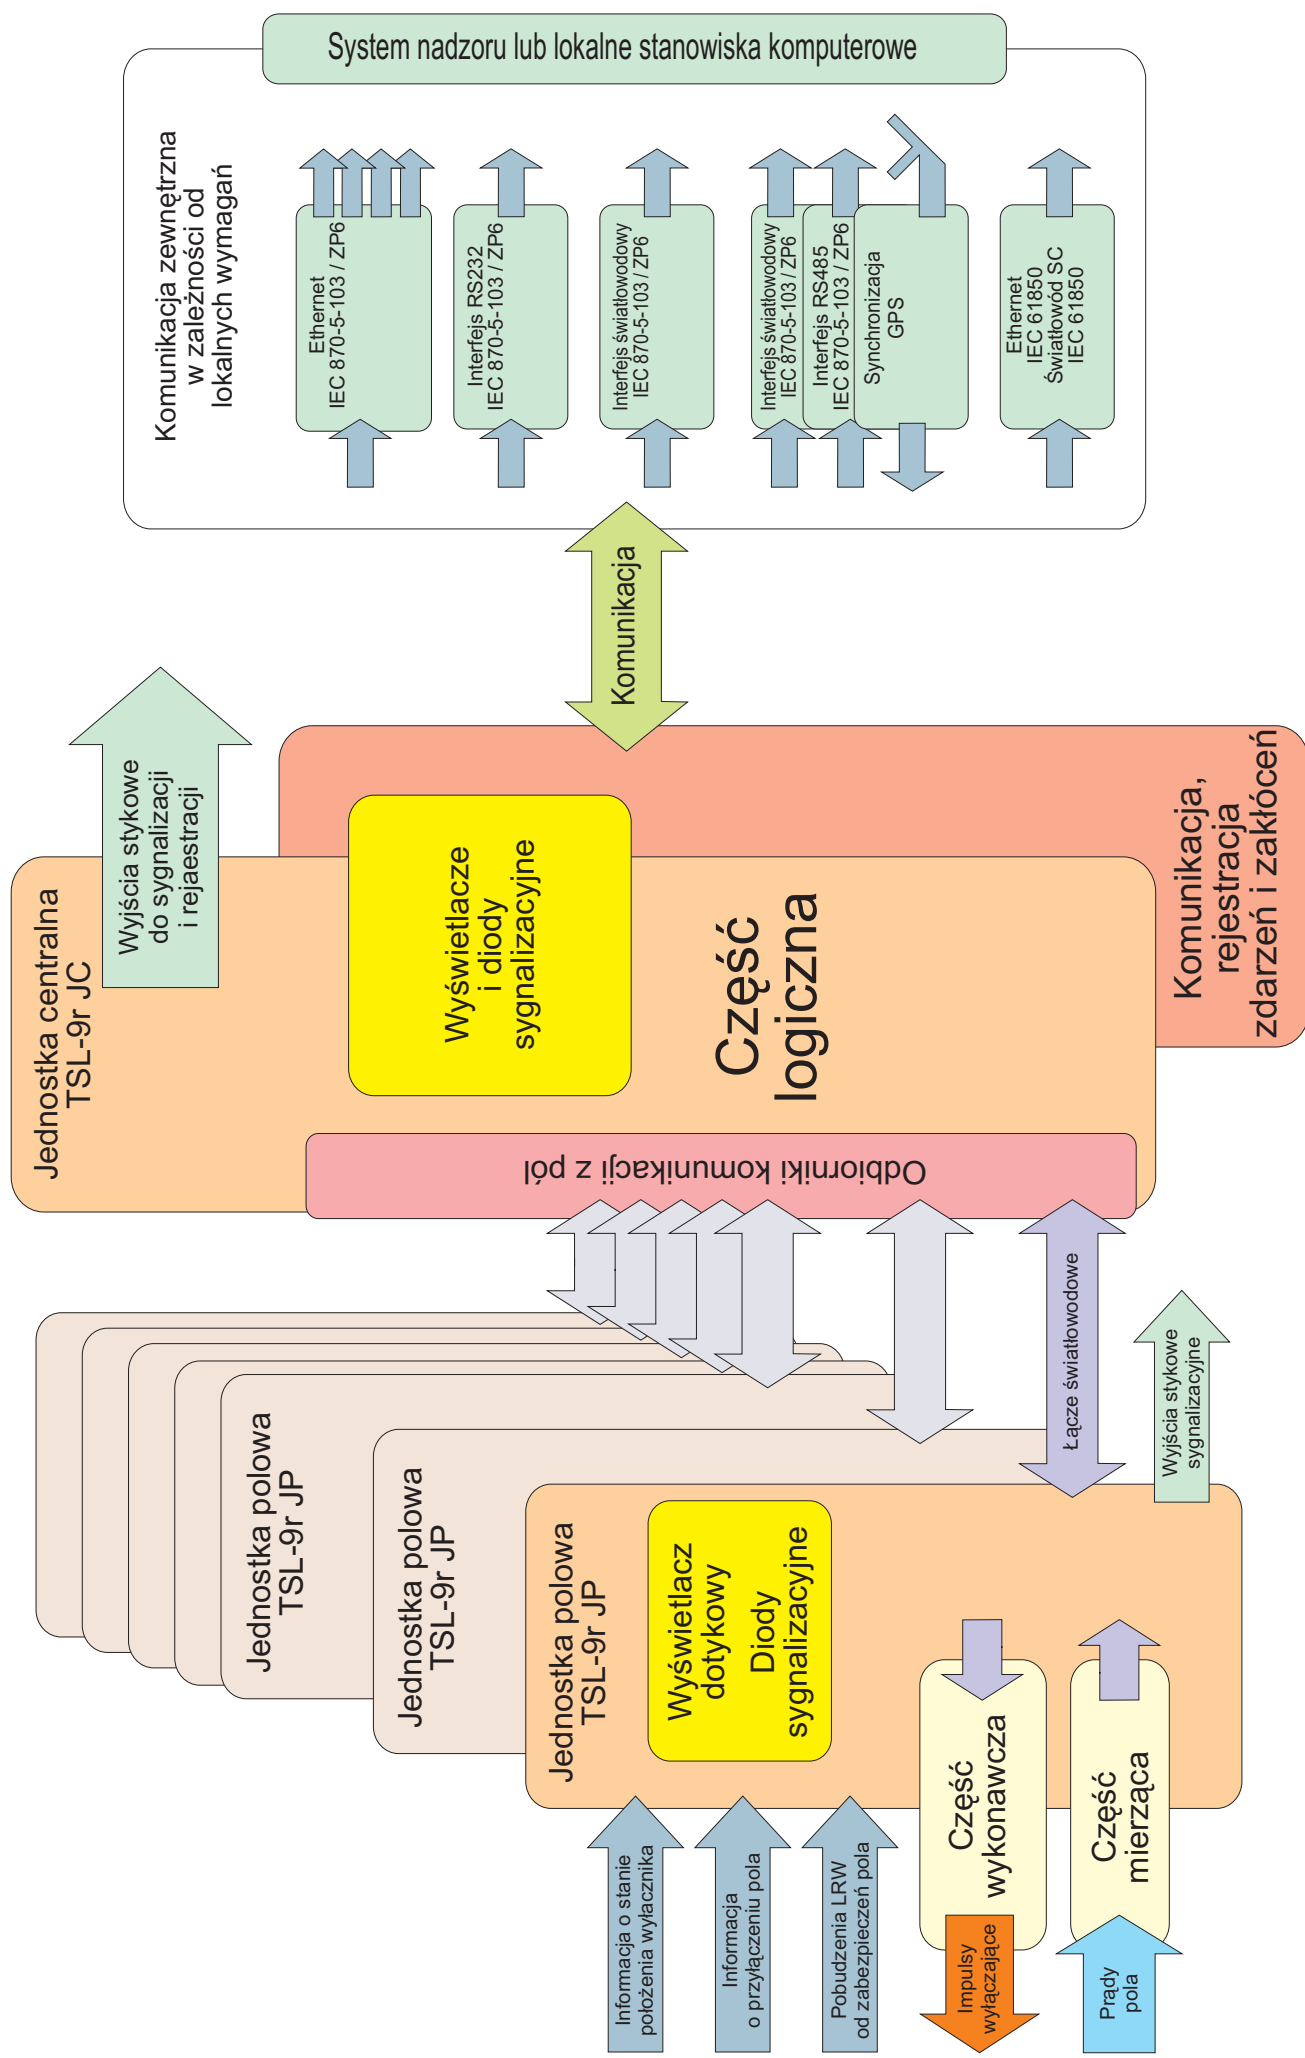 System nadzoru lub lokalne stanowiska komputerowe
Komunikacja zewnętrzna
w zależności od
lokalnych wymagań
Ethernet
IEC 870-5-103 / ZP6
Interfejs RS232
IEC 870-5-103 / ZP6
Interfejs światłowodowy
IEC 870-5-103 / ZP6
Interfejs światłowodowy
IEC 870-5-103 / ZP6
Interfejs RS485
IEC 870-5-103 / ZP6
Synchronizacja
GPS
Ethernet
IEC 61850
Światłowód SC
IEC 61850
Komunikacja
Wyjścia stykowe
do sygnalizacji
i rejaestracji
Jednostka centralna
TSL-9r JC
Wyświetlacze
i diody
sygnalizacyjne
Część
logiczna
Komunikacja,
rejestracja
zdarzeń i zakłóceń
Odbiorniki komunikacji z pól
Łącze światłowodowe
Wyjścia stykowe
sygnalizacyjne
Jednostka polowa
TSL-9r JP
Jednostka polowa
TSL-9r JP
Jednostka polowa
TSL-9r JP
Wyświetlacz
dotykowy
Diody
sygnalizacyjne
Część
wykonawcza
Część
mierząca
Informacja o stanie
położenia wyłacznika
Informacja
o przyłączeniu pola
Pobudzenia LRW
od zabezpieczeń pola
Impulsy
wyłączające
Prądy
pola